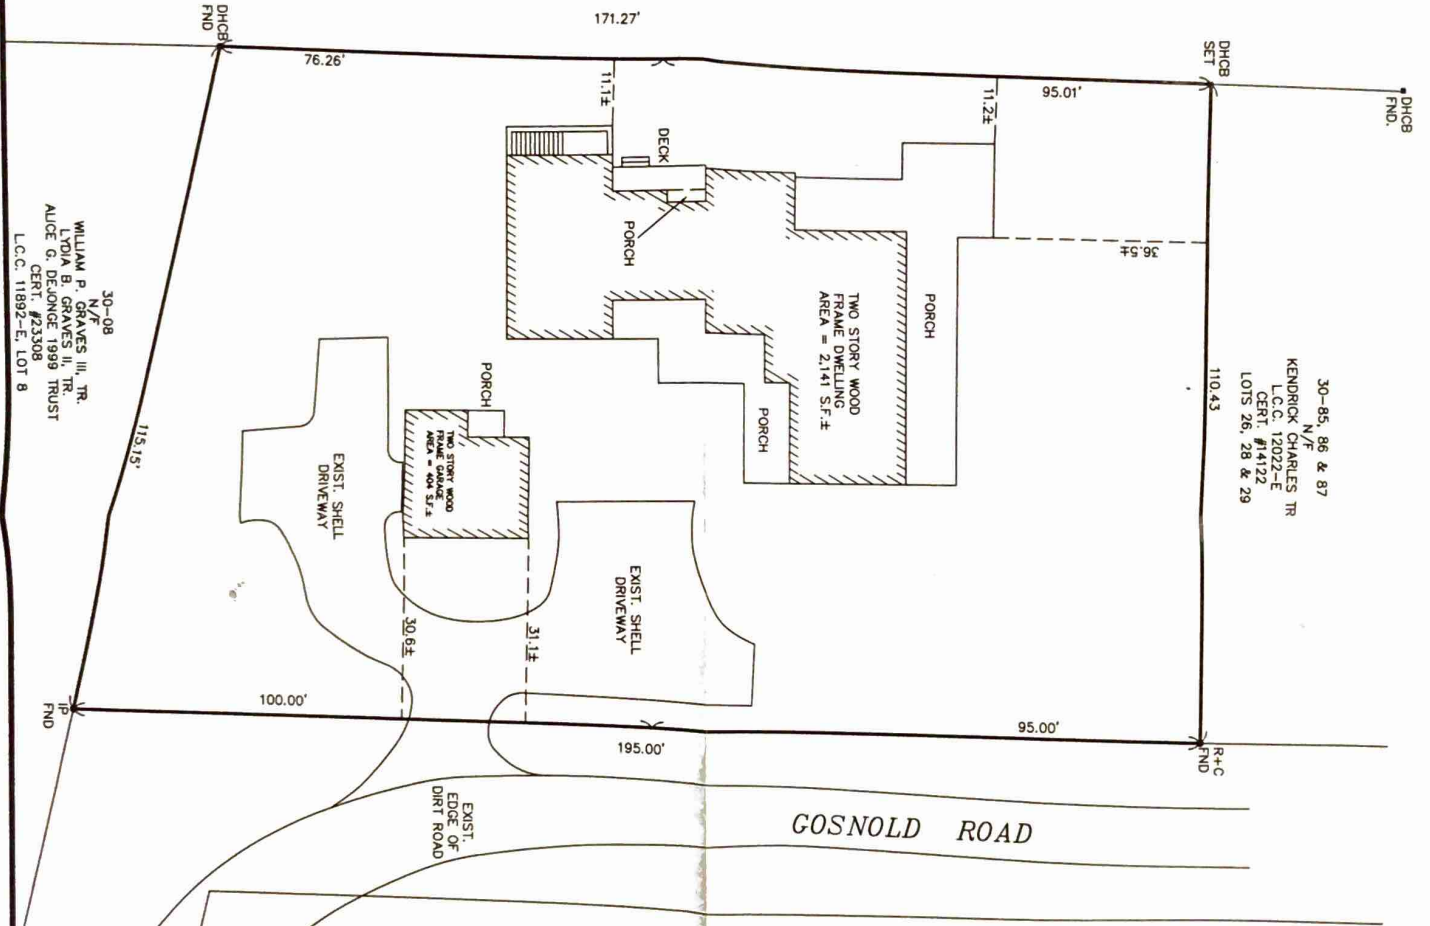 171.27'
DHCB
FND
76.26'
11.1±
DECK
PORCH
11.2±
95.01'
DHCB
SET
DHCB
FND.
36.5±
PORCH
TWO STORY WOOD
FRAME DWELLING
AREA = 2,141 S.F.±
110.43
30-85, 86 & 87
N/F
KENDRICK CHARLES TR
L.C.C. 12022-E
CERT. #14122
LOTS 26, 28 & 29
30-08
N/F
WILLIAM P. GRAVES III, TR.
LYDIA B. GRAVES II, TR.
ALICE G. DEJONGE 1999 TRUST
CERT. #23308
L.C.C. 11892-E, LOT 8
115.15'
PORCH
TWO STORY WOOD
FRAME GARAGE
AREA = 404 S.F.±
PORCH
EXIST. SHELL
DRIVEWAY
EXIST. SHELL
DRIVEWAY
30.6±
31.1±
IP
FND
100.00'
195.00'
95.00'
R+C
FND
EXIST.
EDGE OF
DIRT ROAD
GOSNOLD ROAD